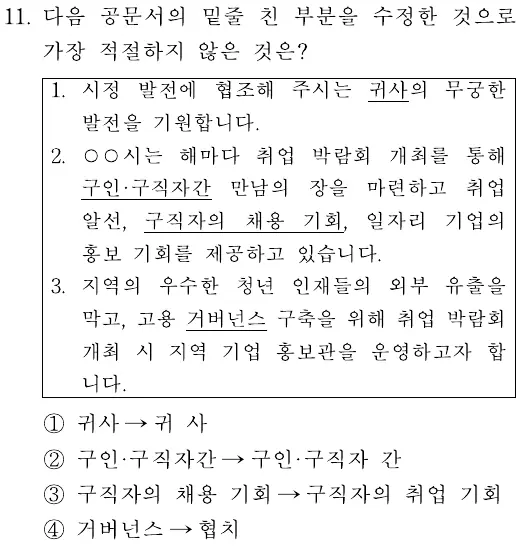 11. 다음 공문서의 밑줄 친 부분을 수정한 것으로
가장 적절하지 않은 것은?
1. 시정 발전에 협조해 주시는 귀사의 무궁한
발전을 기원합니다.
2. ○○시는 해마다 취업 박람회 개최를 통해
구인·구직자간 만남의 장을 마련하고 취업
알선, 구직자의 채용 기회, 일자리 기업의
홍보 기회를 제공하고 있습니다.
3. 지역의 우수한 청년 인재들의 외부 유출을
막고, 고용 거버넌스 구축을 위해 취업 박람회
개최 시 지역 기업 홍보관을 운영하고자 합
니다.
① 귀사→귀 사
② 구인·구직자간→구인·구직자 간
③ 구직자의 채용 기회→구직자의 취업 기회
④ 거버넌스→협치